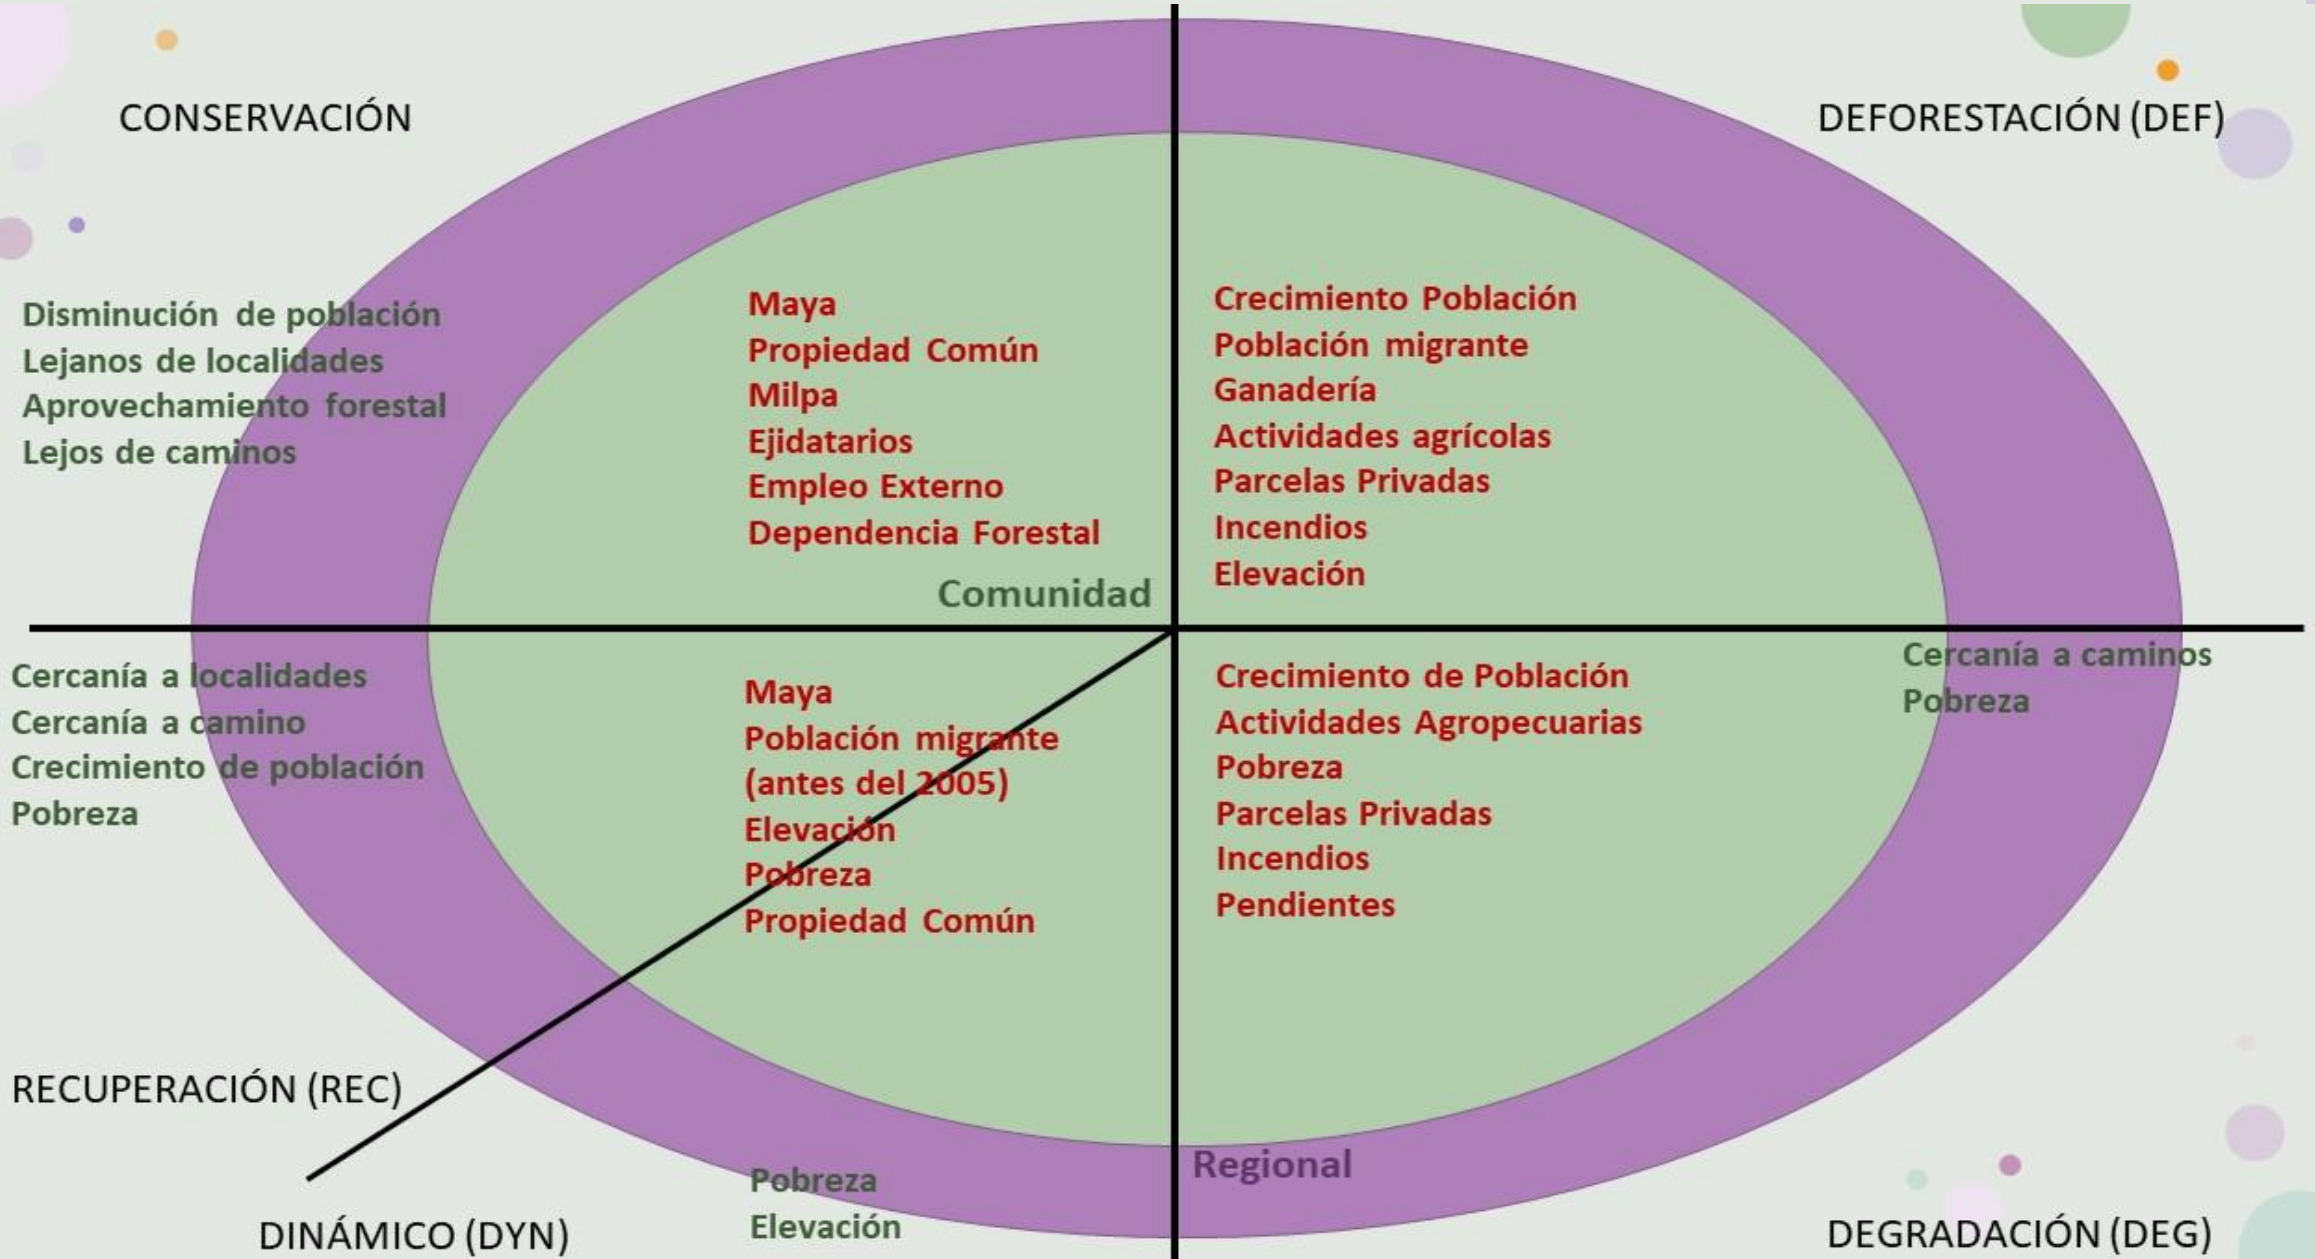 CONSERVACIÓN
DEFORESTACIÓN (DEF)
Disminución de población
Lejanos de localidades
Aprovechamiento forestal
Lejos de caminos
Maya
Propiedad Común
Milpa
Ejidatarios
Empleo Externo
Dependencia Forestal
Comunidad
Crecimiento Población
Población migrante
Ganadería
Actividades agrícolas
Parcelas Privadas
Incendios
Elevación
Cercanía a localidades
Cercanía a camino
Crecimiento de población
Pobreza
Maya
Población migrante
(antes del 2005)
Elevación
Pobreza
Propiedad Común
Crecimiento de Población
Actividades Agropecuarias
Pobreza
Parcelas Privadas
Incendios
Pendientes
Cercanía a caminos
Pobreza
RECUPERACIÓN (REC)
DINÁMICO (DYN)
Pobreza
Elevación
Regional
DEGRADACIÓN (DEG)